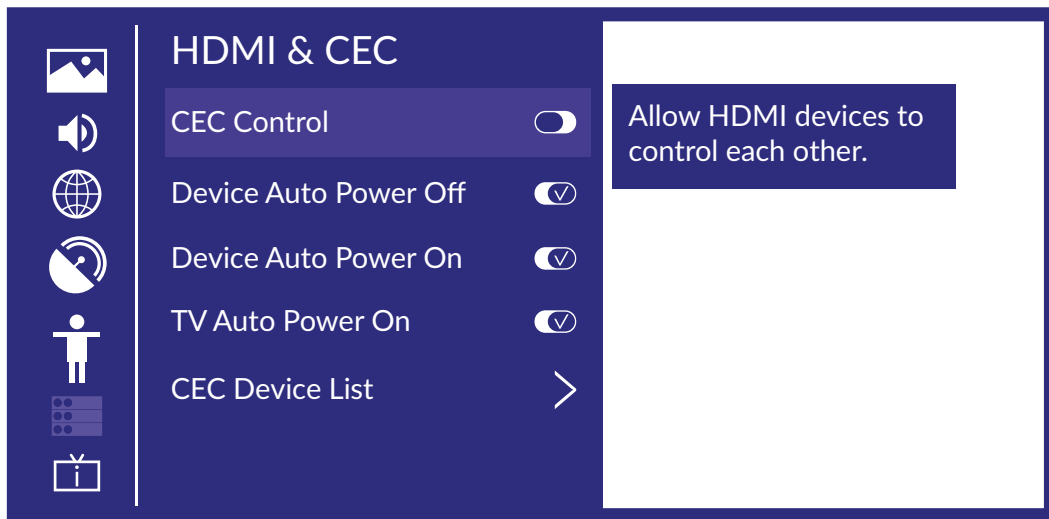 HDMI & CEC
CEC Control
Allow HDMI devices to
control each other.
Device Auto Power Off
Device Auto Power On
TV Auto Power On
CEC Device List
i